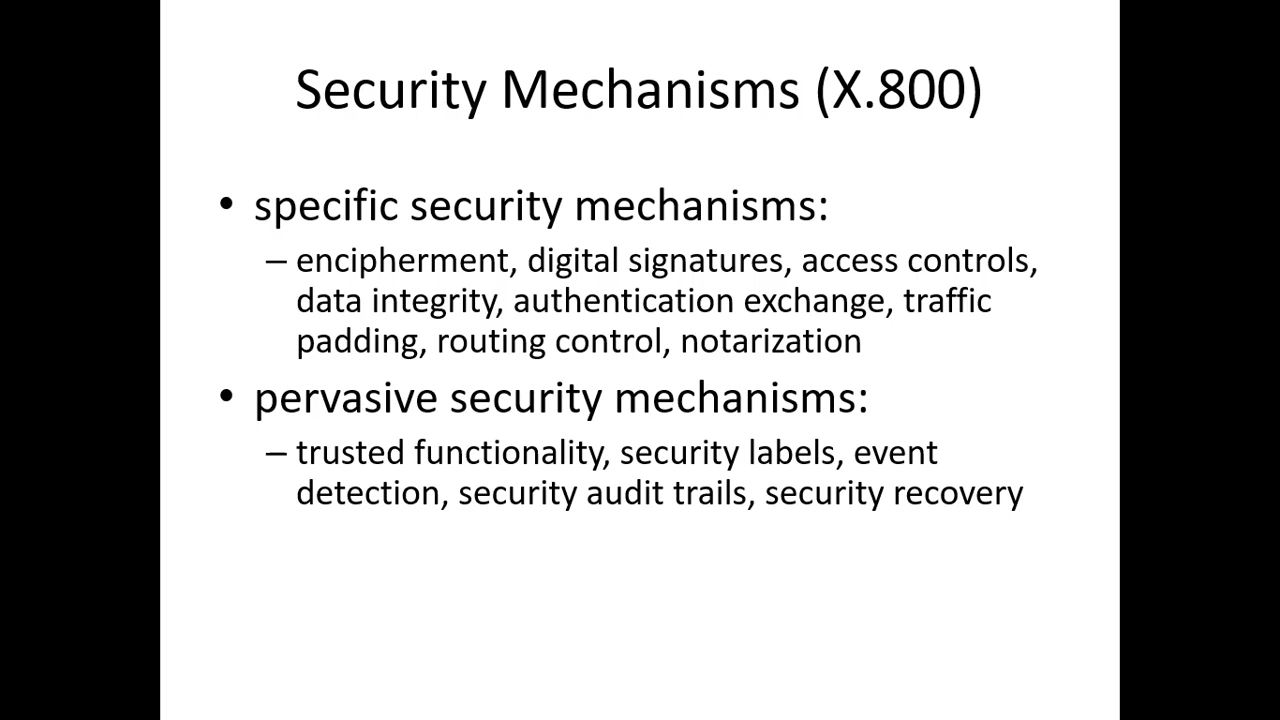 Security Mechanisms (X.800)
• specific security mechanisms:
– encipherment, digital signatures, access controls,
data integrity, authentication exchange, traffic
padding, routing control, notarization
• pervasive security mechanisms:
– trusted functionality, security labels, event
detection, security audit trails, security recovery